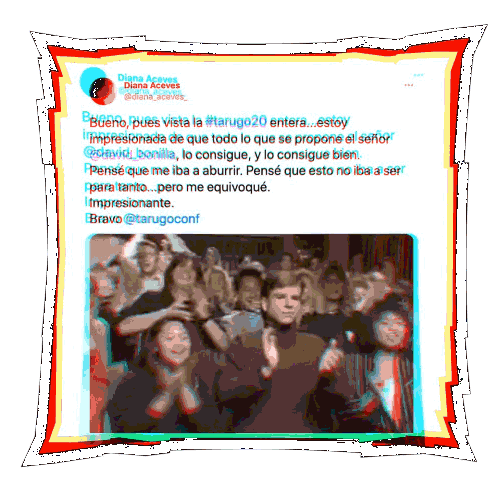 Diana Aceves
@diana_aceves_
Bueno, pues vista la #tarugo20 entera...estoy
impresionada de que todo lo que se propone el señor
@david_bonilla, lo consigue, y lo consigue bien.
Pensé que me iba a aburrir. Pensé que esto no iba a ser
para tanto...pero me equivoqué.
Impresionante.
Bravo @tarugoconf